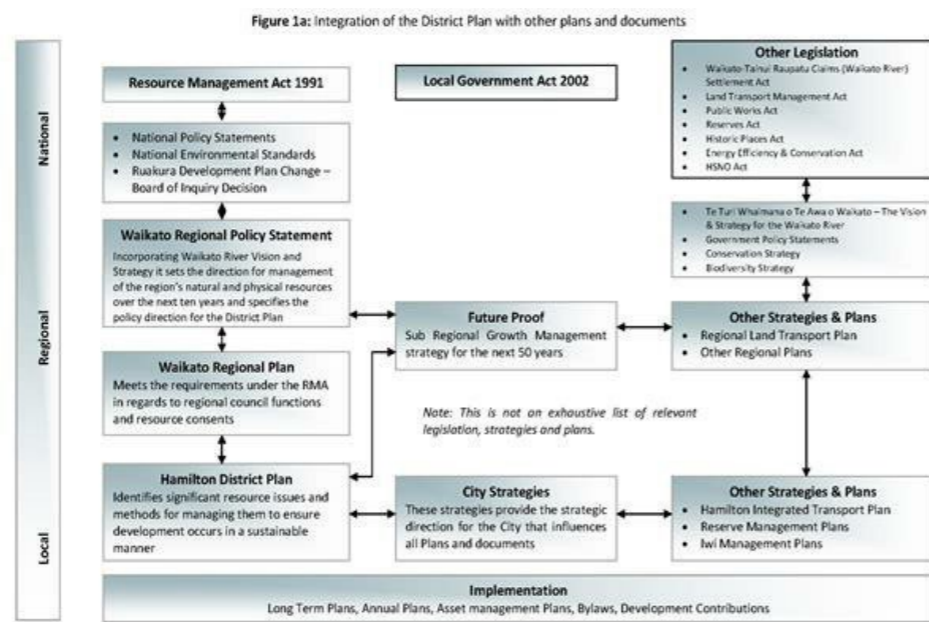 Figure 1a: Integration of the District Plan with other plans and documents
National
Regional
Local
Resource Management Act 1991
Local Government Act 2002
Other Legislation
• Waikato-Tainui Raupatu Claims (Waikato River)
Settlement Act
• Land Transport Management Act
• Public Works Act
• Reserves Act
• Historic Places Act
• Energy Efficiency & Conservation Act
• HSNO Act
• National Policy Statements
• National Environmental Standards
• Ruakura Development Plan Change –
Board of Inquiry Decision
• Te Turi Whaimana o Te Awa o Waikato – The Vision
& Strategy for the Waikato River
• Government Policy Statements
• Conservation Strategy
• Biodiversity Strategy
Waikato Regional Policy Statement
Incorporating Waikato River Vision and
Strategy it sets the direction for management
of the region's natural and physical resources
over the next ten years and specifies the
policy direction for the District Plan
Future Proof
Sub Regional Growth Management
strategy for the next 50 years
Other Strategies & Plans
• Regional Land Transport Plan
• Other Regional Plans
Waikato Regional Plan
Meets the requirements under the RMA
in regards to regional council functions
and resource consents
Note: This is not an exhaustive list of relevant
legislation, strategies and plans.
Hamilton District Plan
Identifies significant resource issues and
methods for managing them to ensure
development occurs in a sustainable
manner
City Strategies
These strategies provide the strategic
direction for the City that influences
all Plans and documents
Other Strategies & Plans
• Hamilton Integrated Transport Plan
• Reserve Management Plans
• Iwi Management Plans
Implementation
Long Term Plans, Annual Plans, Asset management Plans, Bylaws, Development Contributions